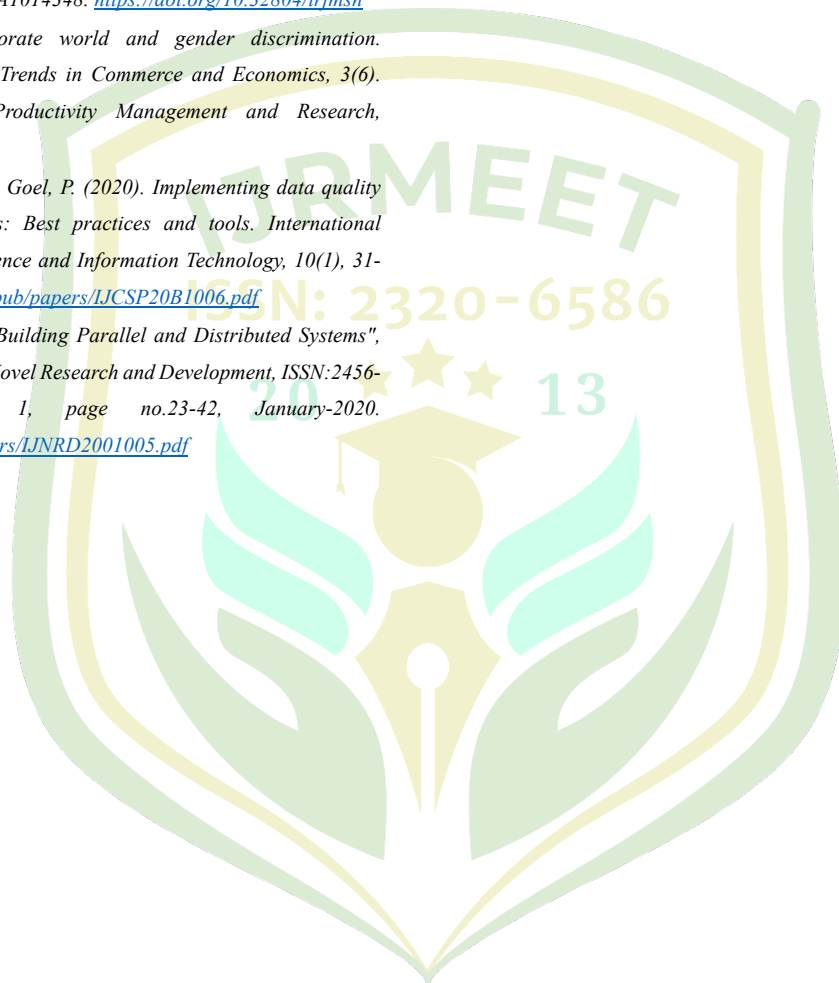 https://doi.org/10.32804/irjmsh
orate world and gender discrimination.
Trends in Commerce and Economics, 3(6).
Productivity Management and Research,
Goel, P. (2020). Implementing data quality
s: Best practices and tools. International
ence and Information Technology, 10(1), 31-
pub/papers/IJCSP20B1006.pdf
Building Parallel and Distributed Systems",
ovel Research and Development, ISSN:2456-
1, page no.23-42, January-2020.
rs/IJNRD2001005.pdf
IJRMEET
ISSN: 2320-6586
20 13